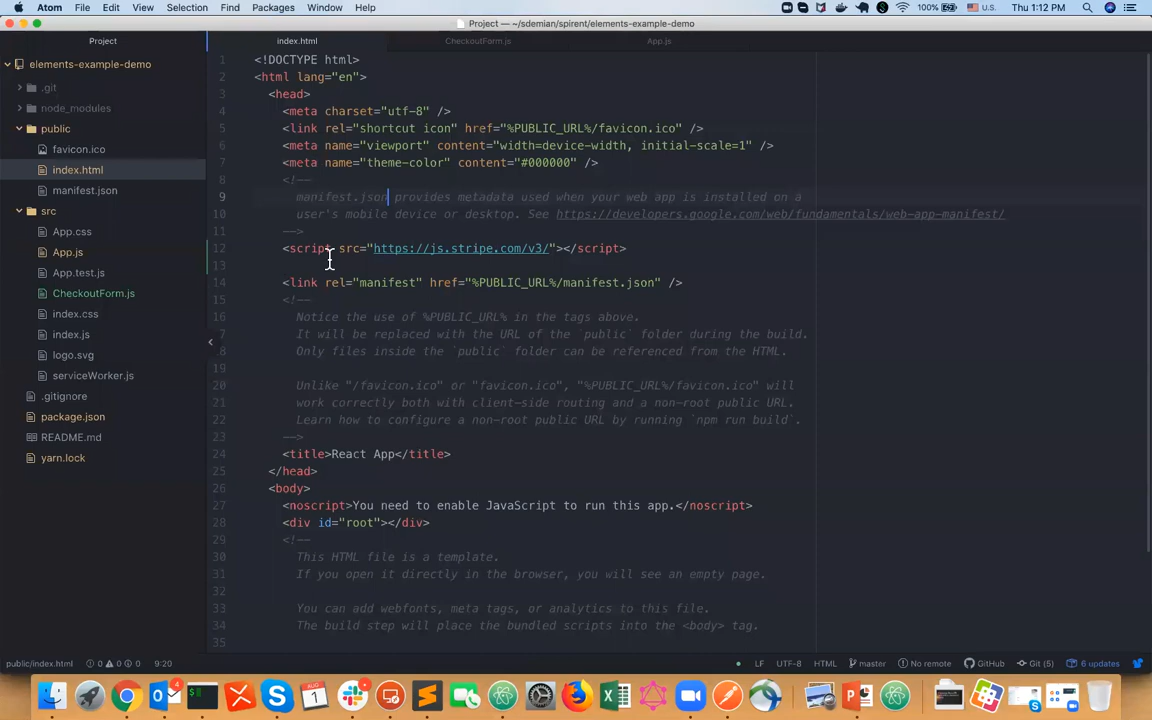 Atom File Edit View Selection Find Packages Window Help 100% U.S. Thu 1:12 PM
Project — ~/sdemian/spirent/elements-example-demo
Project index.html CheckoutForm.js App.js
elements-example-demo
.git
node_modules
public
favicon.ico
index.html
manifest.json
src
App.css
App.js
App.test.js
CheckoutForm.js
index.css
index.js
logo.svg
serviceWorker.js
.gitignore
package.json
README.md
yarn.lock
1 <!DOCTYPE html>
2 <html lang="en">
3 <head>
4 <meta charset="utf-8" />
5 <link rel="shortcut icon" href="%PUBLIC_URL%/favicon.ico" />
6 <meta name="viewport" content="width=device-width, initial-scale=1" />
7 <meta name="theme-color" content="#000000" />
8 <!--
9 manifest.json provides metadata used when your web app is installed on a
10 user's mobile device or desktop. See https://developers.google.com/web/fundamentals/web-app-manifest/
11 -->
12 <script src="https://js.stripe.com/v3/"></script>
13
14 <link rel="manifest" href="%PUBLIC_URL%/manifest.json" />
15 <!--
16 Notice the use of %PUBLIC_URL% in the tags above.
7 It will be replaced with the URL of the `public` folder during the build.
8 Only files inside the `public` folder can be referenced from the HTML.
19
20 Unlike "/favicon.ico" or "favicon.ico", "%PUBLIC_URL%/favicon.ico" will
21 work correctly both with client-side routing and a non-root public URL.
22 Learn how to configure a non-root public URL by running `npm run build`.
23 -->
24 <title>React App</title>
25 </head>
26 <body>
27 <noscript>You need to enable JavaScript to run this app.</noscript>
28 <div id="root"></div>
29 <!--
30 This HTML file is a template.
31 If you open it directly in the browser, you will see an empty page.
32
33 You can add webfonts, meta tags, or analytics to this file.
34 The build step will place the bundled scripts into the <body> tag.
35
public/index.html 0 0 0 9:20 LF UTF-8 HTML master No remote GitHub Git (5) 6 updates
4
JUL
1